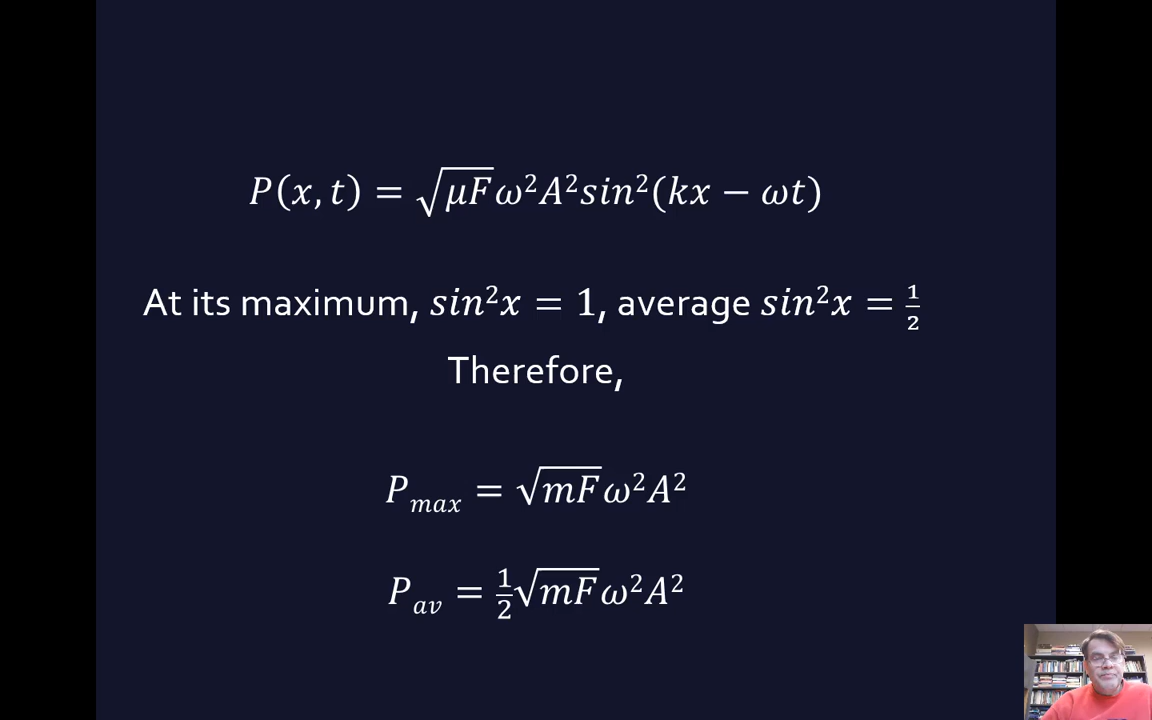 P(x, t) = √μF ω²A²sin²(kx − ωt)
At its maximum, sin²x = 1, average sin²x = ½
Therefore,
Pₘₐₓ = √mF ω²A²
P_av = ½√mF ω²A²